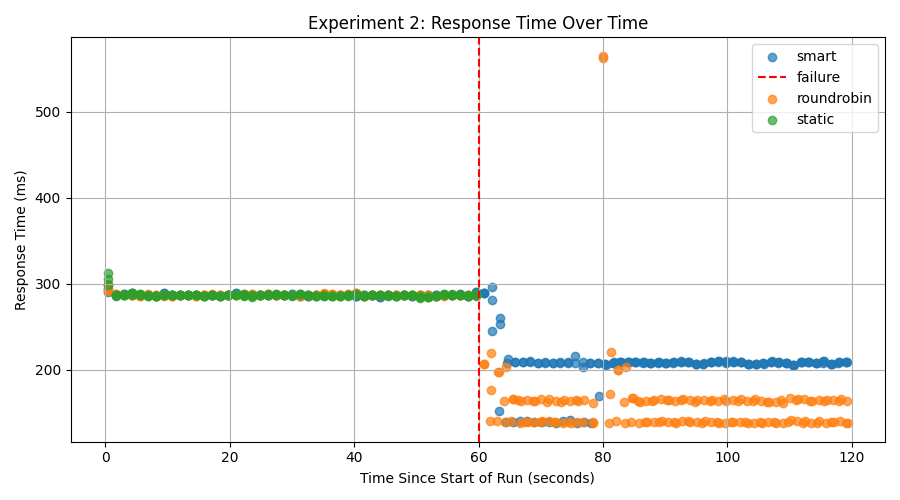 Experiment 2: Response Time Over Time
Response Time (ms)
500
400
300
200
smart
failure
roundrobin
static
0
20
40
60
80
100
120
Time Since Start of Run (seconds)